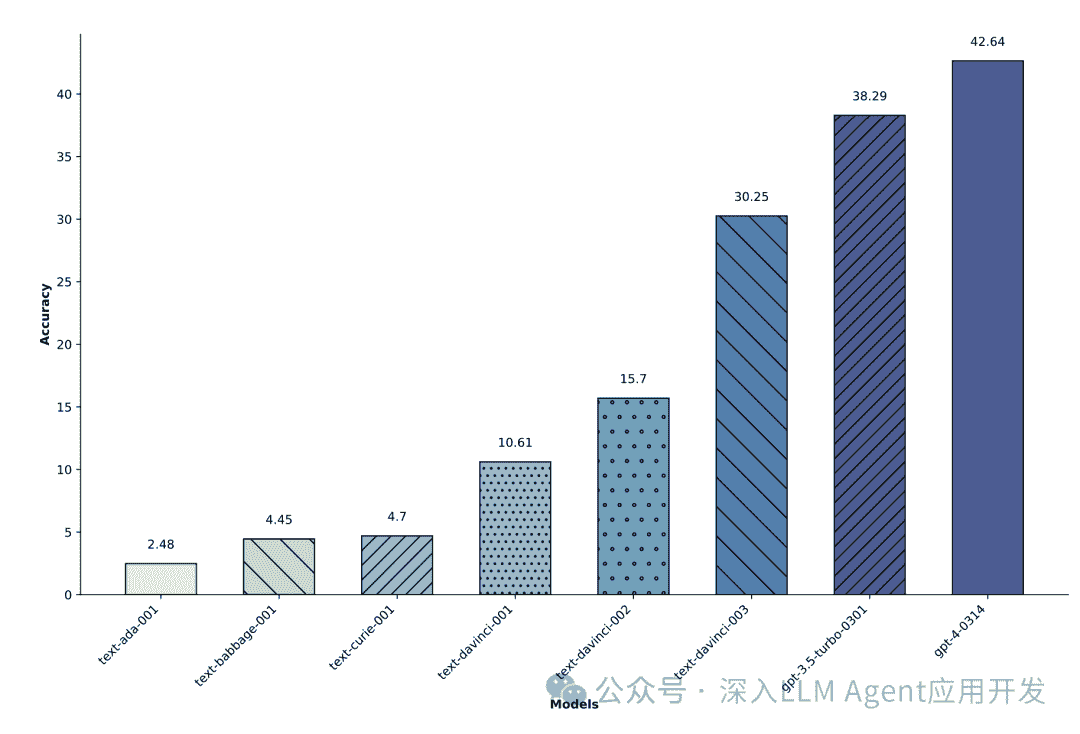 Accuracy
40
35
30
25
20
15
10
5
0
2.48
4.45
4.7
10.61
15.7
30.25
38.29
42.64
text-ada-001
text-babbage-001
text-curie-001
text-davinci-001
text-davinci-002
text-davinci-003
gpt-3.5-turbo-0301
gpt-4-0314
Models
公众号 · 深入LLM Agent应用开发